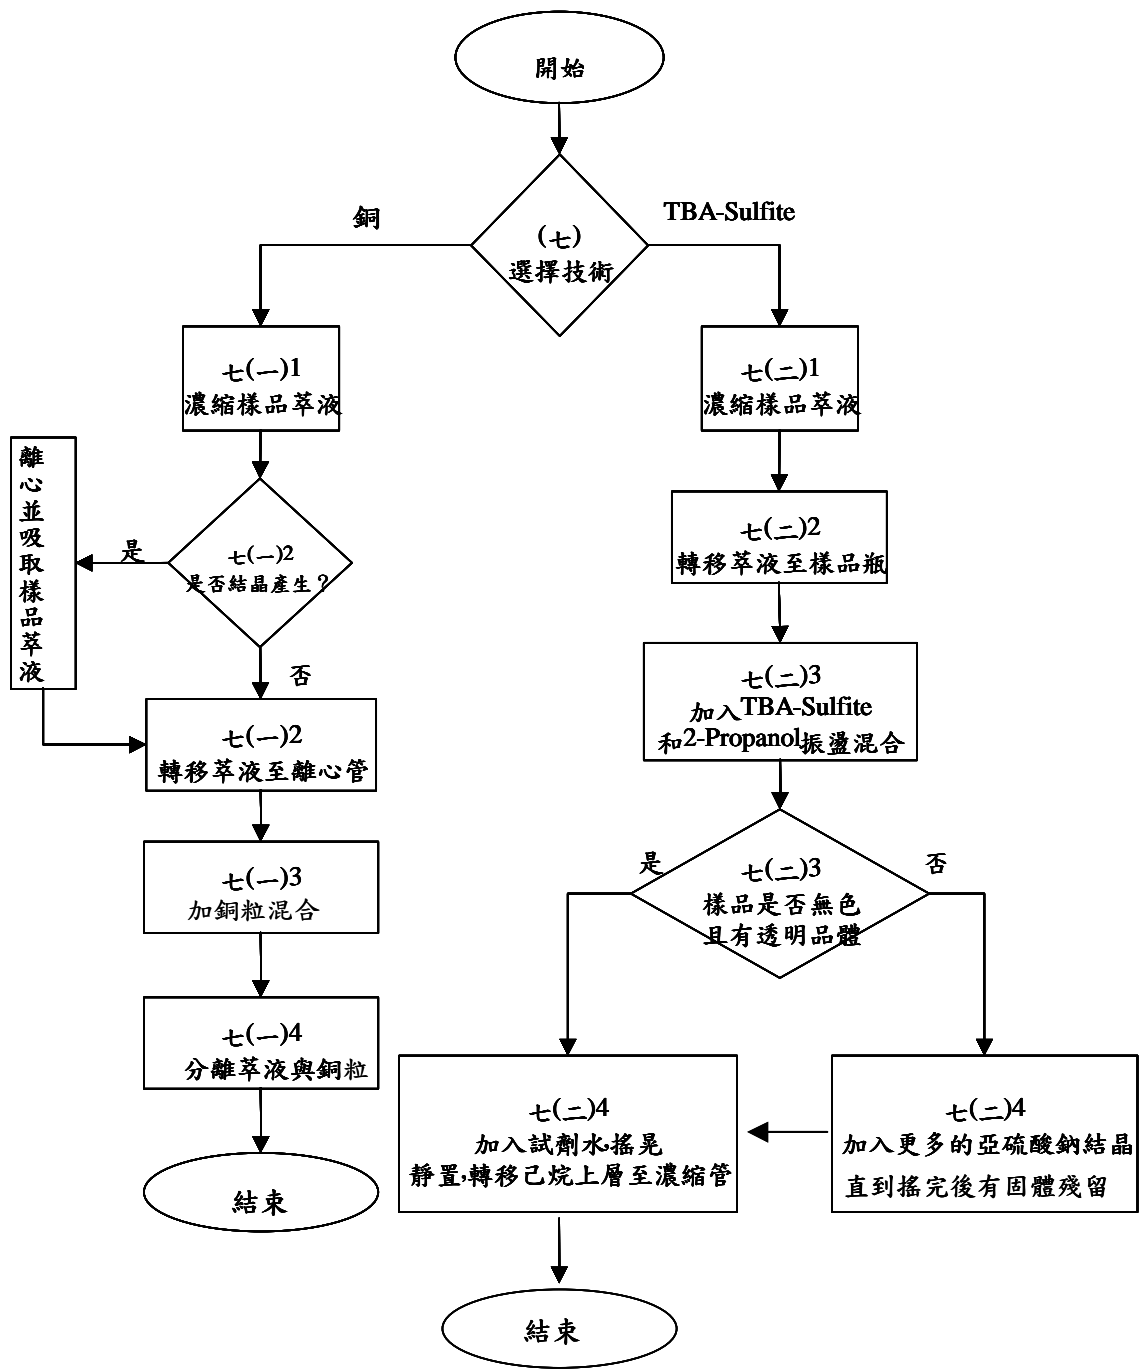 開始
銅
TBA-Sulfite
(七)
選擇技術
七(一)1
濃缩樣品萃液
七(二)1
濃缩樣品萃液
離心並吸取樣品萃液
是
七(一)2
是否結晶產生？
否
七(二)2
轉移萃液至樣品瓶
七(二)3
加入TBA-Sulfite
和2-Propanol振盪混合
七(一)2
轉移萃液至離心管
七(一)3
加銅粒混合
是
七(二)3
樣品是否無色
且有透明品體
否
七(一)4
分離萃液與銅粒
結束
七(二)4
加入試劑水,搖晃
靜置,轉移己烷上層至濃缩管
七(二)4
加入更多的亞硫酸鈉結晶
直到搖完後有固體殘留
結束